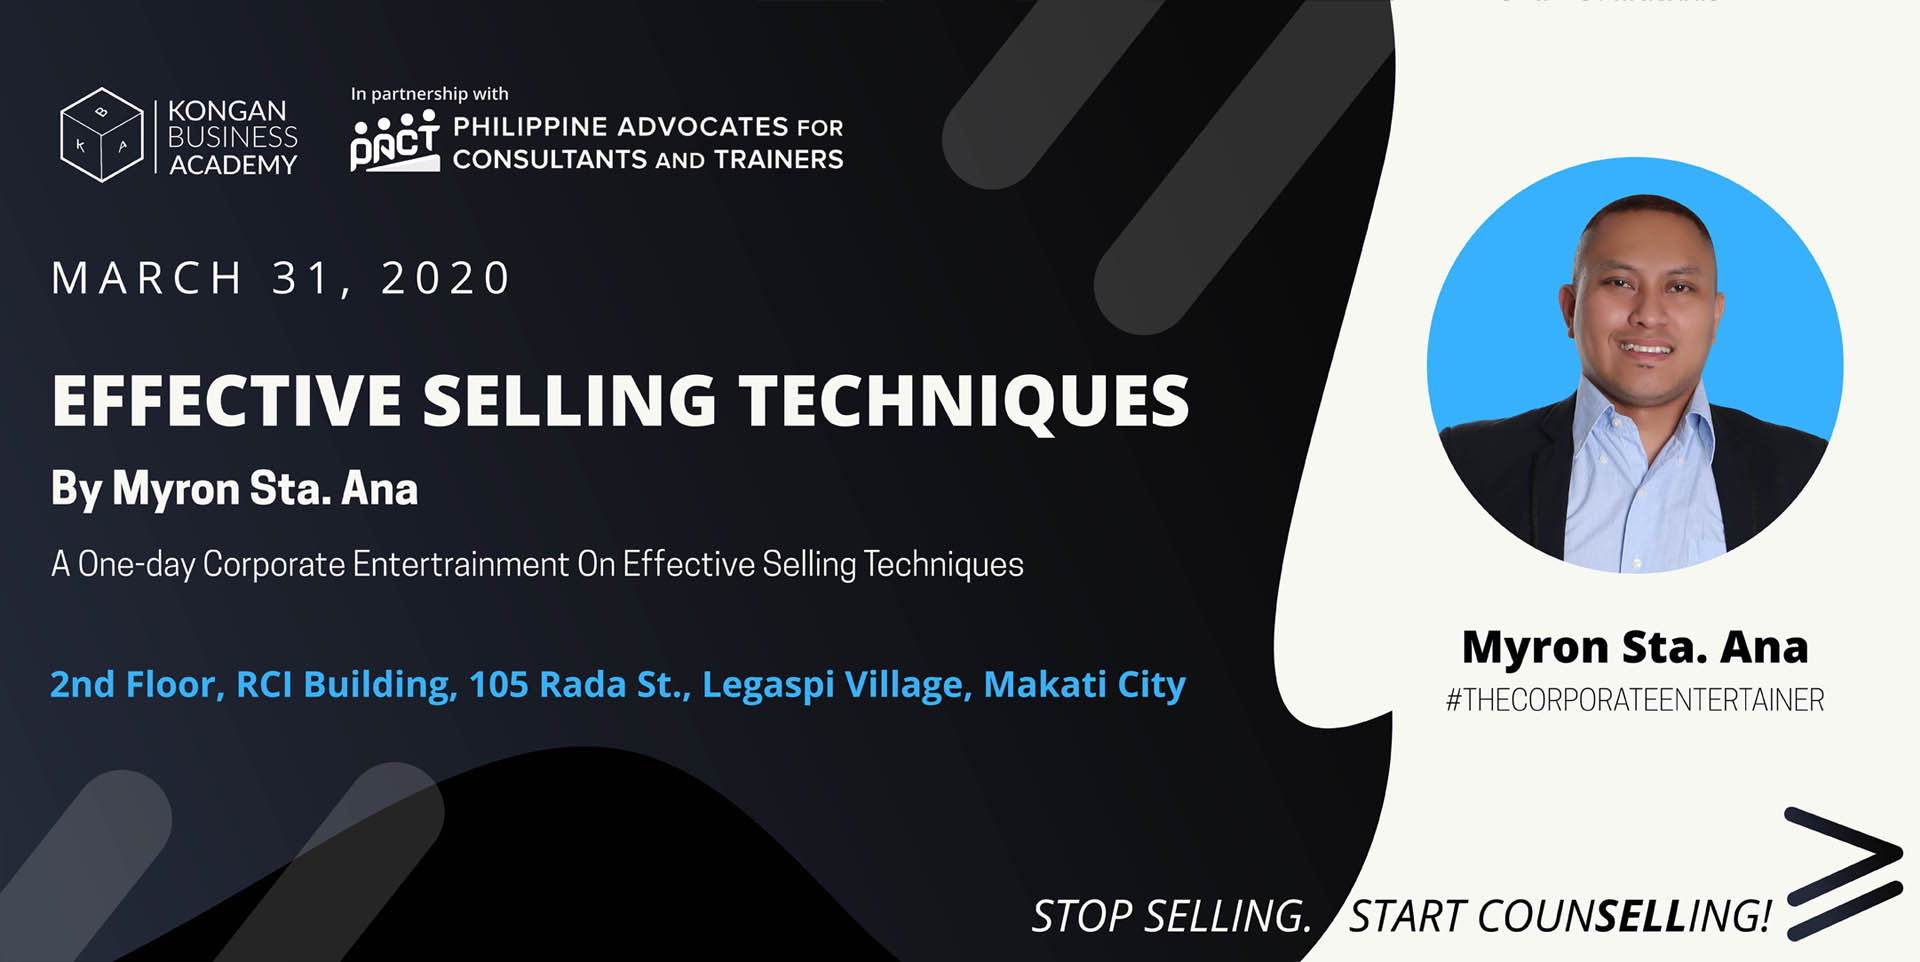 KONGAN
BUSINESS
ACADEMY
B
K
A
In partnership with
PACT
PHILIPPINE ADVOCATES FOR
CONSULTANTS AND TRAINERS
MARCH 31, 2020
EFFECTIVE SELLING TECHNIQUES
By Myron Sta. Ana
A One-day Corporate Entertrainment On Effective Selling Techniques
2nd Floor, RCI Building, 105 Rada St., Legaspi Village, Makati City
Myron Sta. Ana
#THECORPORATEENTERTAINER
STOP SELLING. START COUNSELLING!